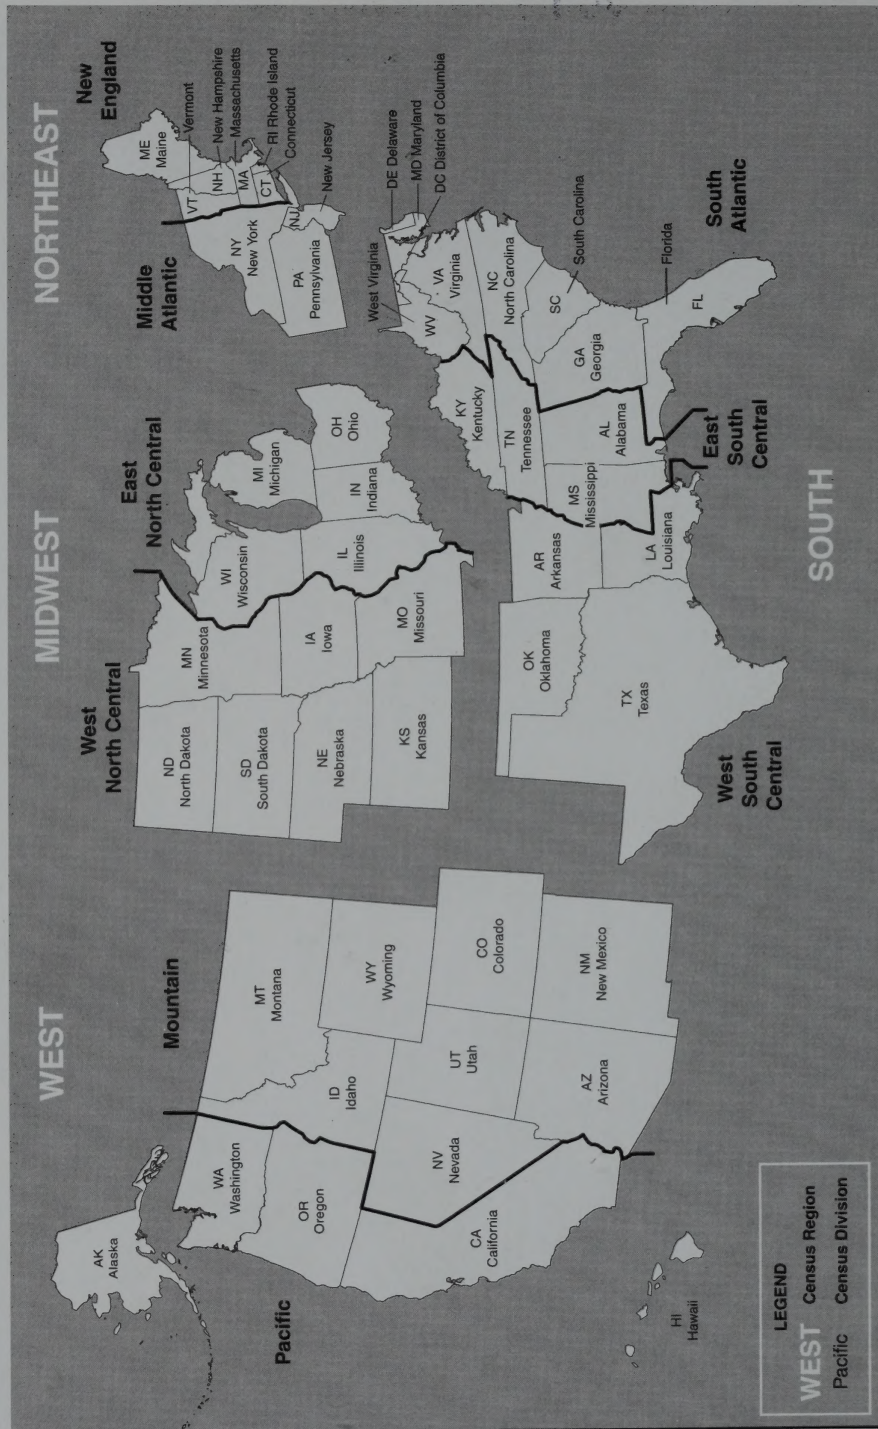 WEST
MIDWEST
NORTHEAST
Pacific
AK
Alaska
WA
Washington
OR
Oregon
CA
California
HI
Hawaii
Mountain
MT
Montana
ID
Idaho
WY
Wyoming
NV
Nevada
UT
Utah
CO
Colorado
AZ
Arizona
NM
New Mexico
West
North Central
ND
North Dakota
SD
South Dakota
NE
Nebraska
KS
Kansas
MN
Minnesota
IA
Iowa
MO
Missouri
East
North Central
WI
Wisconsin
MI
Michigan
IL
Illinois
IN
Indiana
OH
Ohio
Middle
Atlantic
NY
New York
PA
Pennsylvania
NJ
New Jersey
New
England
ME
Maine
VT
Vermont
NH
New Hampshire
MA
Massachusetts
RI Rhode Island
CT
Connecticut
West
South
Central
OK
Oklahoma
TX
Texas
AR
Arkansas
LA
Louisiana
East
South
Central
KY
Kentucky
TN
Tennessee
MS
Mississippi
AL
Alabama
South
Atlantic
West Virginia
WV
DE Delaware
MD Maryland
DC District of Columbia
VA
Virginia
NC
North Carolina
SC
South Carolina
GA
Georgia
FL
Florida
SOUTH
LEGEND
WEST Census Region
Pacific Census Division